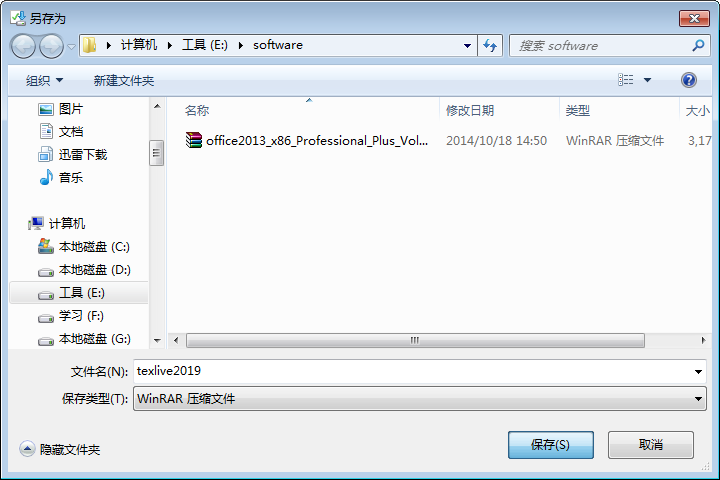 另存为
计算机 工具 (E:) software
搜索 software
组织 新建文件夹
图片
文档
迅雷下载
音乐
计算机
本地磁盘 (C:)
本地磁盘 (D:)
工具 (E:)
学习 (F:)
本地磁盘 (G:)
名称 修改日期 类型 大小
office2013_x86_Professional_Plus_Vol... 2014/10/18 14:50 WinRAR 压缩文件 3,17
文件名(N): texlive2019
保存类型(T): WinRAR 压缩文件
隐藏文件夹 保存(S) 取消